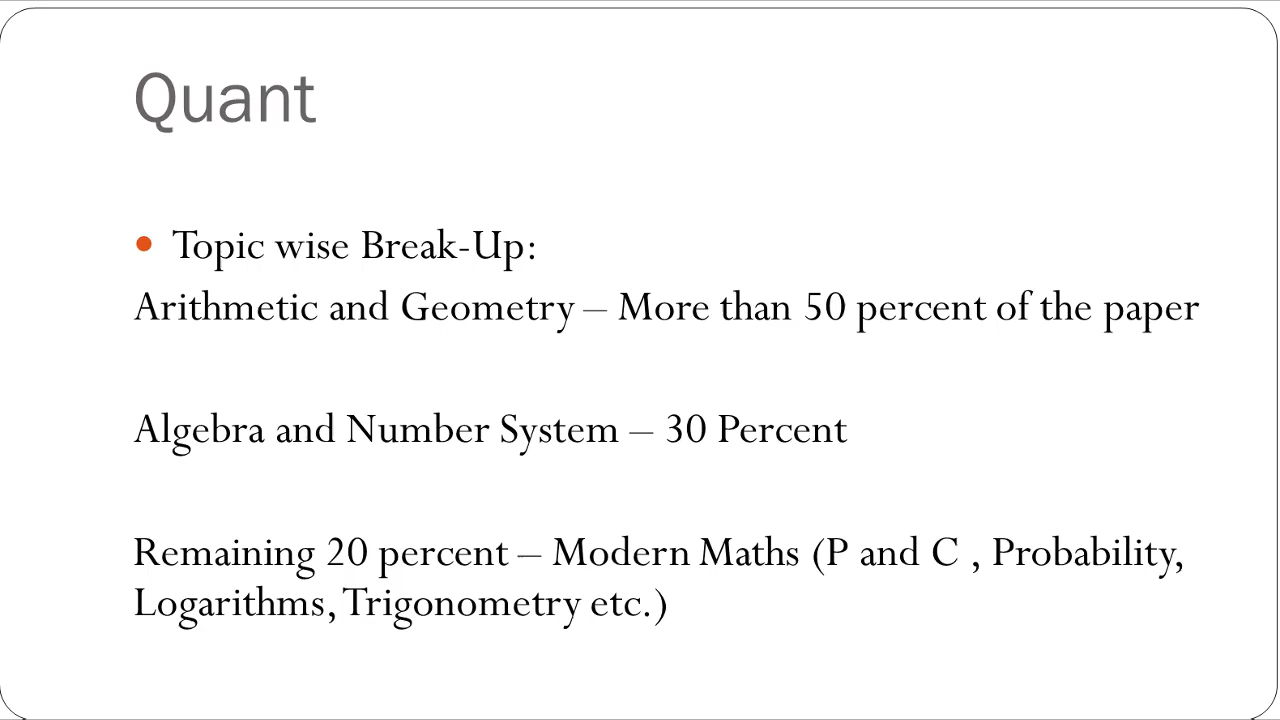 Quant
• Topic wise Break-Up:
Arithmetic and Geometry – More than 50 percent of the paper
Algebra and Number System – 30 Percent
Remaining 20 percent – Modern Maths (P and C , Probability,
Logarithms, Trigonometry etc.)